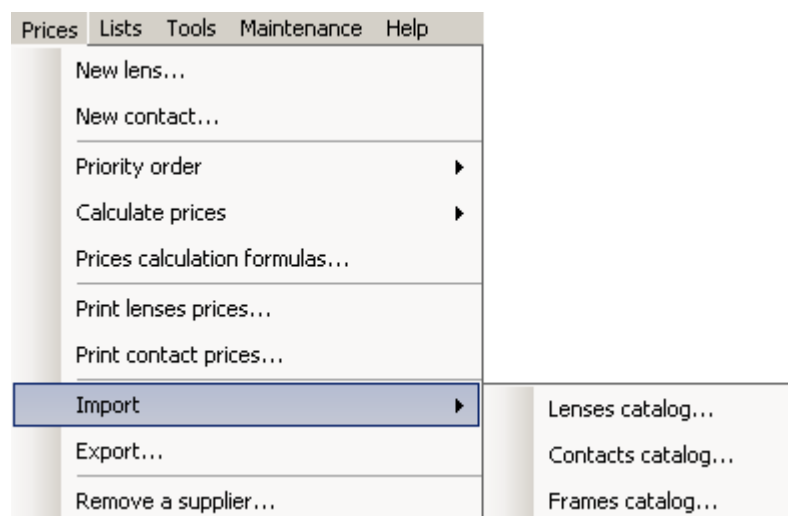 Prices Lists Tools Maintenance Help
New lens...
New contact...
Priority order
Calculate prices
Prices calculation formulas...
Print lenses prices...
Print contact prices...
Import
Export...
Remove a supplier...
Lenses catalog...
Contacts catalog...
Frames catalog...